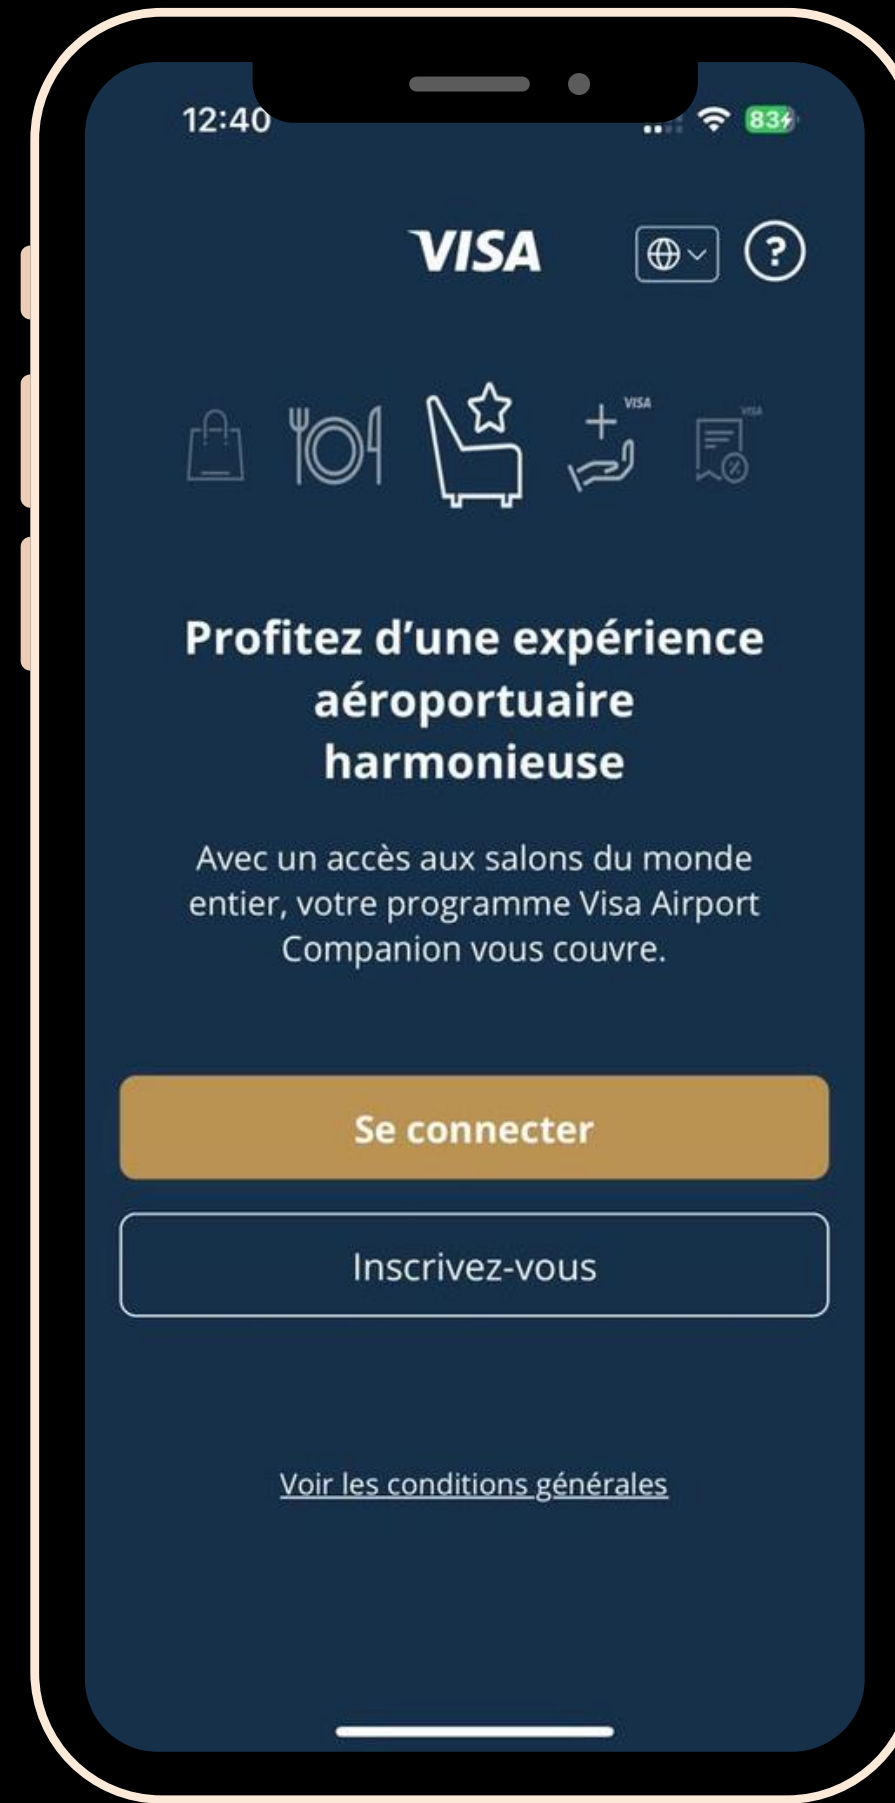 12:40
83
VISA
?
VISA
VISA
Profitez d’une expérience
aéroportuaire
harmonieuse
Avec un accès aux salons du monde
entier, votre programme Visa Airport
Companion vous couvre.
Se connecter
Inscrivez-vous
Voir les conditions générales